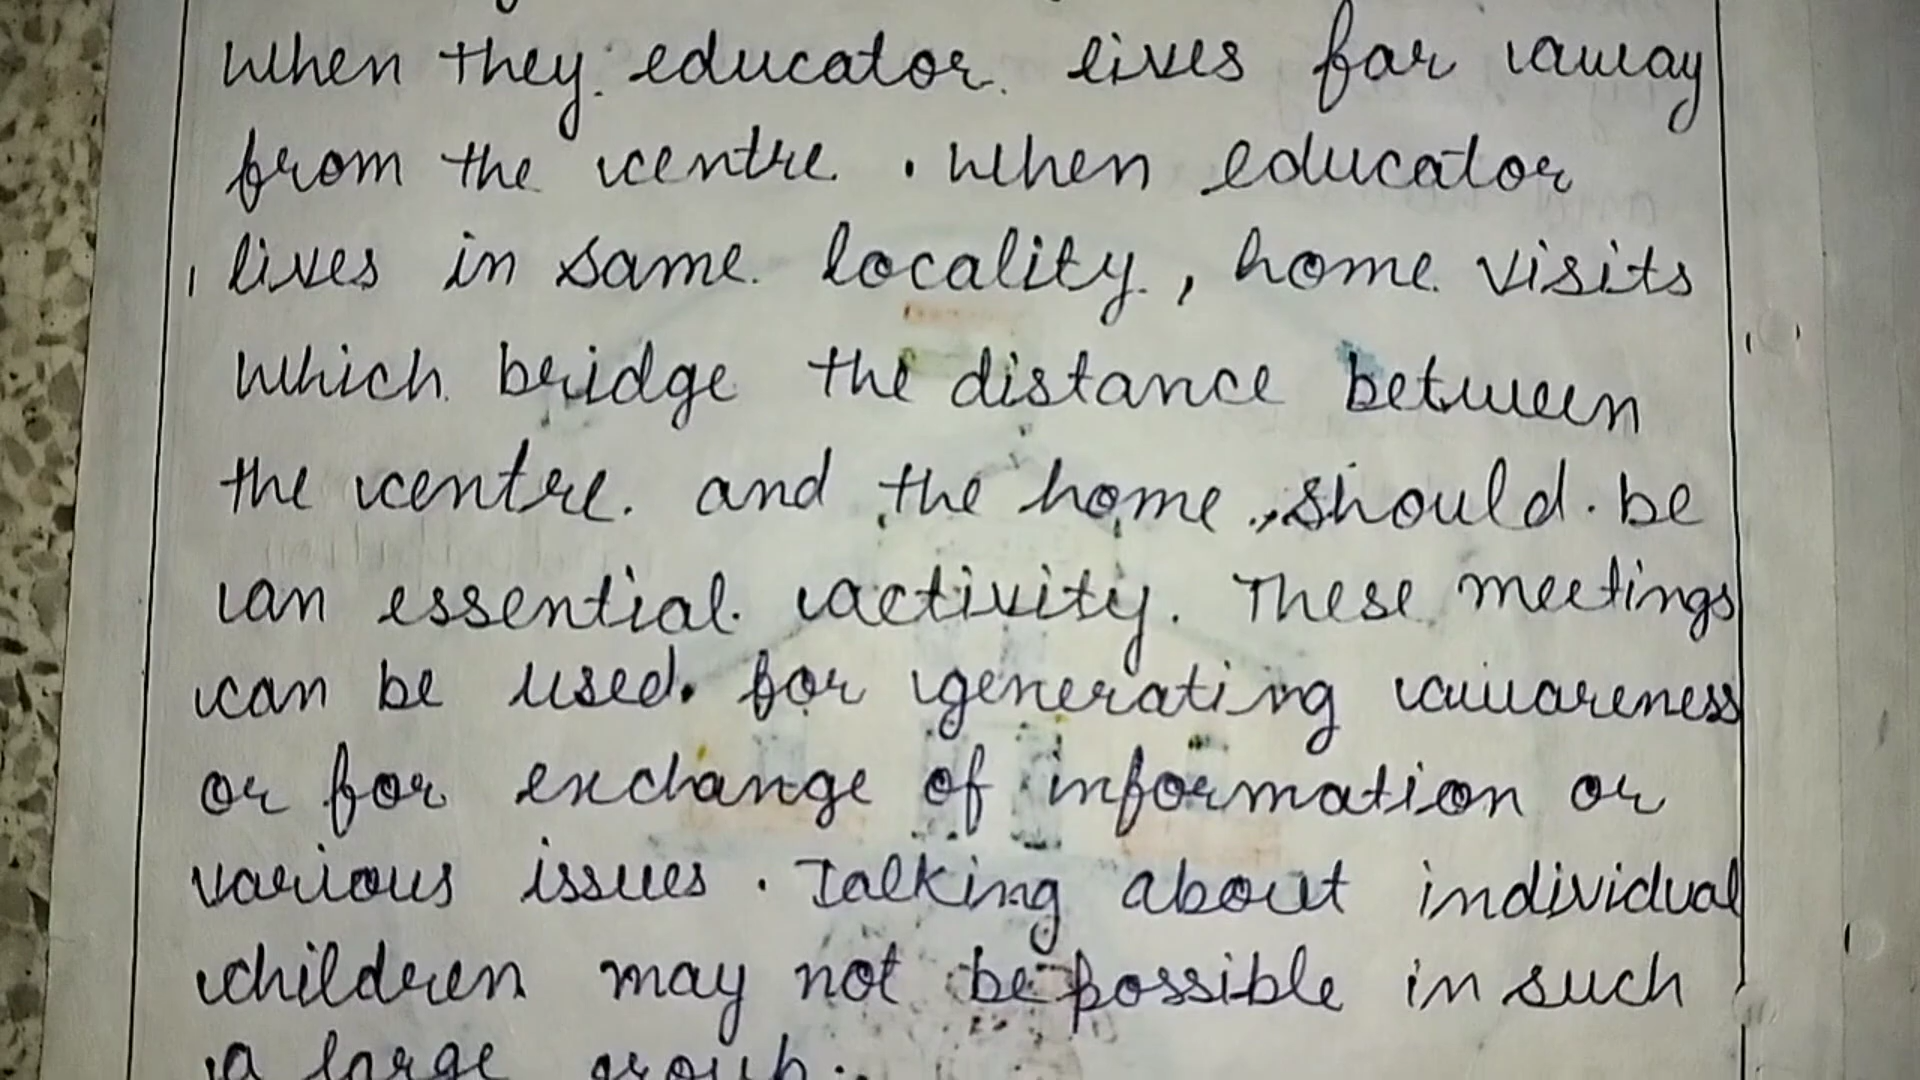 When they educator lives far away
from the centre. When educator
lives in same locality, home visits
which bridge the distance between
the centre. and the home, should be
an essential activity. These meetings
can be used. for generating awareness
or for exchange of information or
various issues. Talking about individual
children may not be possible in such
a large group.